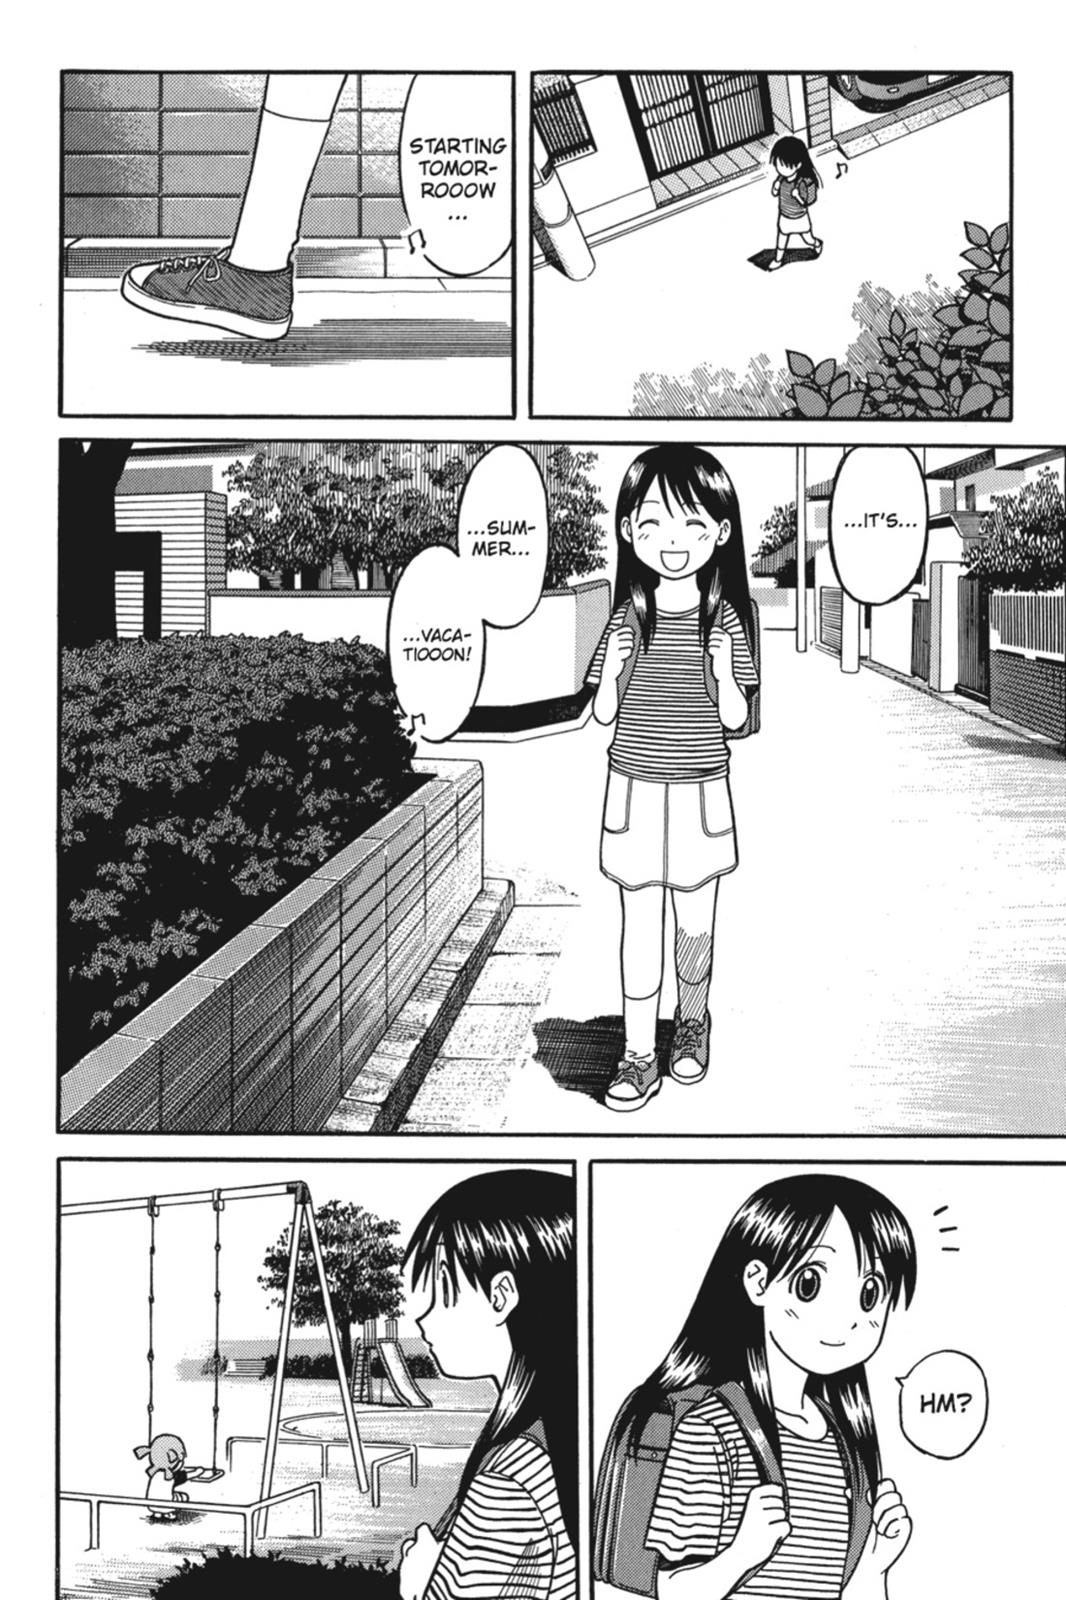 STARTING
TOMOR-
ROOOW
...
...IT'S...
...SUM-
MER...
...VACA-
TIOOON!
HM?